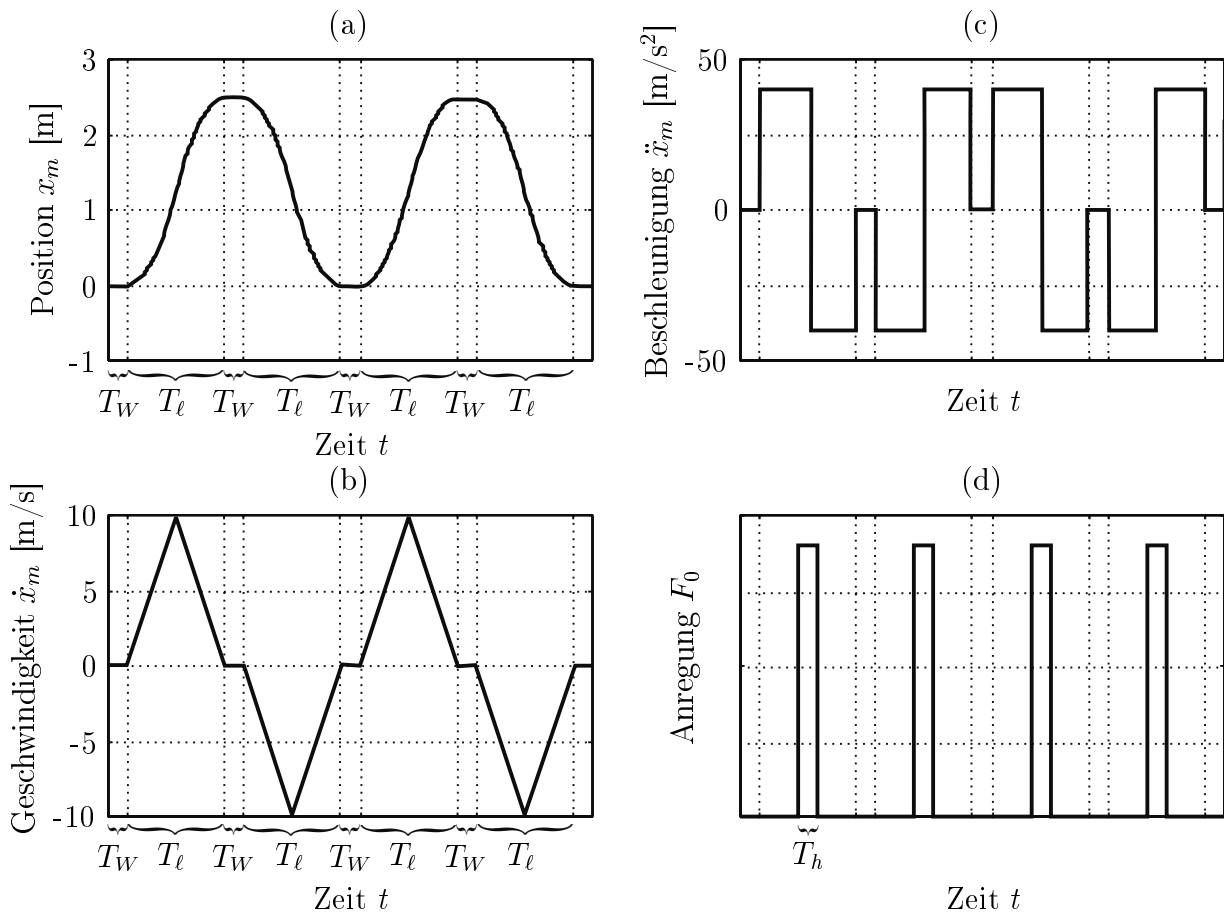 (a)
3
2
1
0
-1
Position x_m [m]
T_W T_ℓ T_W T_ℓ T_W T_ℓ T_W T_ℓ
Zeit t
(c)
50
0
-50
Beschleunigung ẍ_m [m/s²]
Zeit t
(b)
10
5
0
-5
-10
Geschwindigkeit ẋ_m [m/s]
T_W T_ℓ T_W T_ℓ T_W T_ℓ T_W T_ℓ
Zeit t
(d)
Anregung F_0
T_h
Zeit t